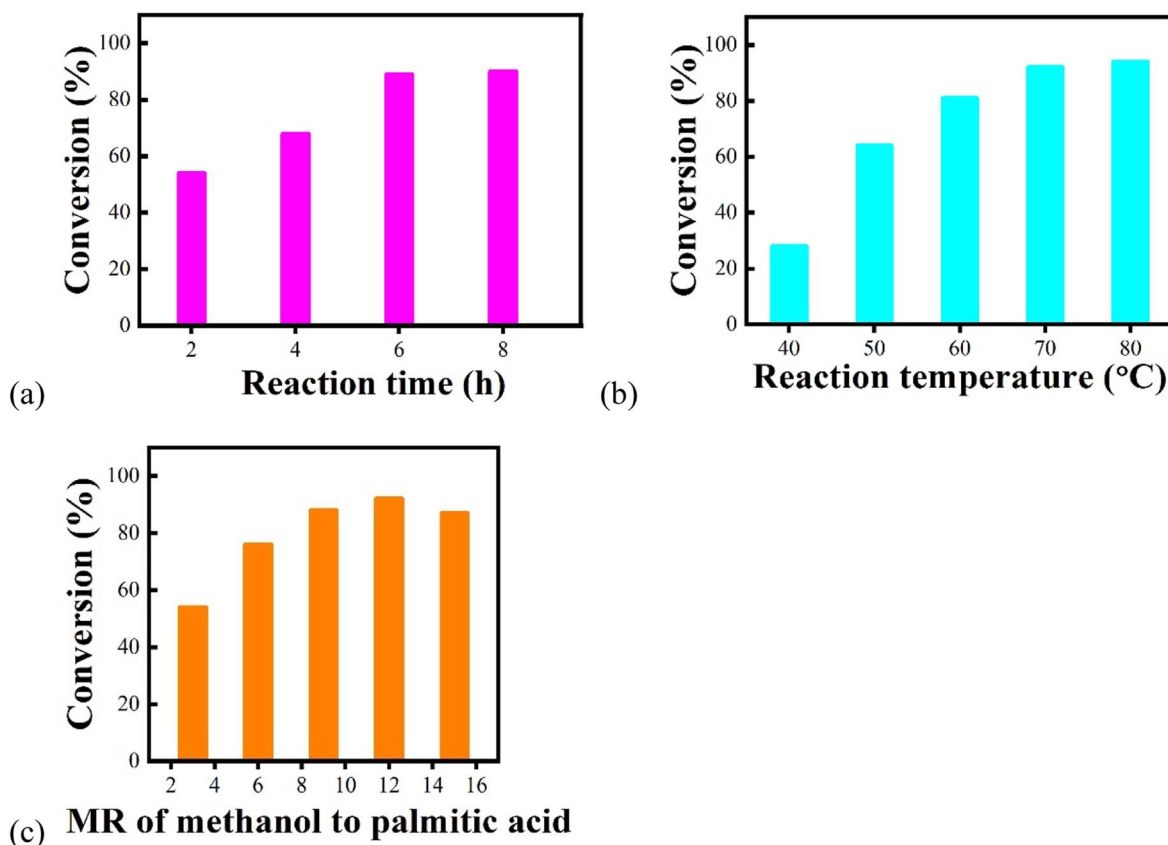 Conversion (%)
100
80
60
40
20
0
2 4 6 8
Reaction time (h)
(a)
Conversion (%)
100
80
60
40
20
0
40 50 60 70 80
Reaction temperature (°C)
(b)
Conversion (%)
100
80
60
40
20
0
2 4 6 8 10 12 14 16
MR of methanol to palmitic acid
(c)